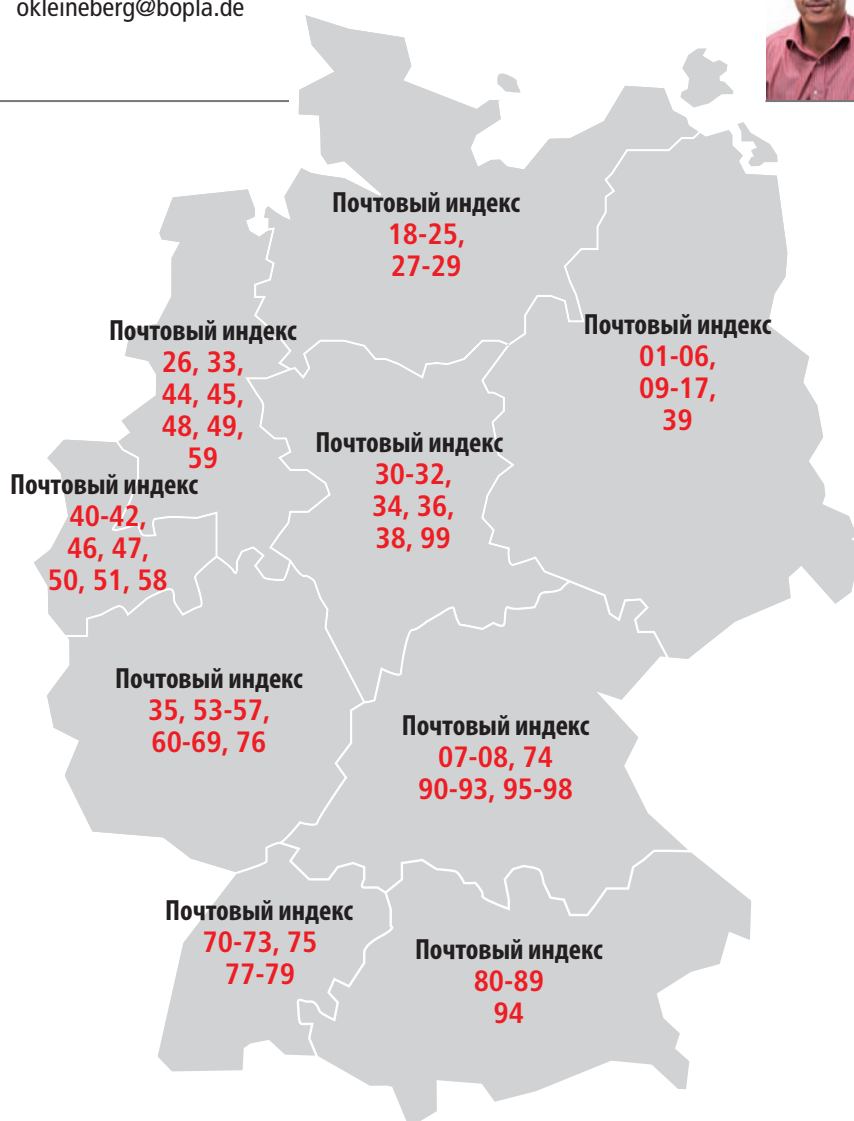 okleineberg@bopla.de
Почтовый индекс
18-25,
27-29
Почтовый индекс
26, 33,
44, 45,
48, 49,
59
Почтовый индекс
01-06,
09-17,
39
Почтовый индекс
30-32,
34, 36,
38, 99
Почтовый индекс
40-42,
46, 47,
50, 51, 58
Почтовый индекс
35, 53-57,
60-69, 76
Почтовый индекс
07-08, 74
90-93, 95-98
Почтовый индекс
70-73, 75
77-79
Почтовый индекс
80-89
94